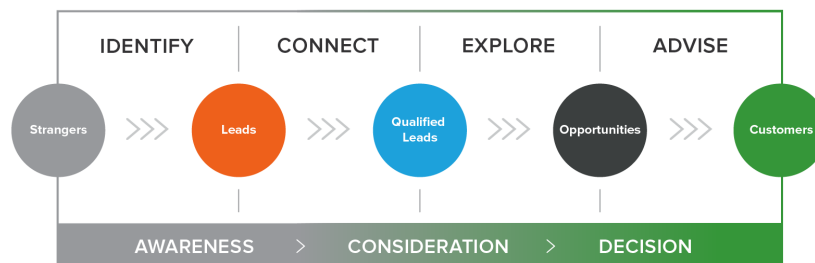 IDENTIFY
CONNECT
EXPLORE
ADVISE
Strangers
Leads
Qualified
Leads
Opportunities
Customers
AWARENESS > CONSIDERATION > DECISION